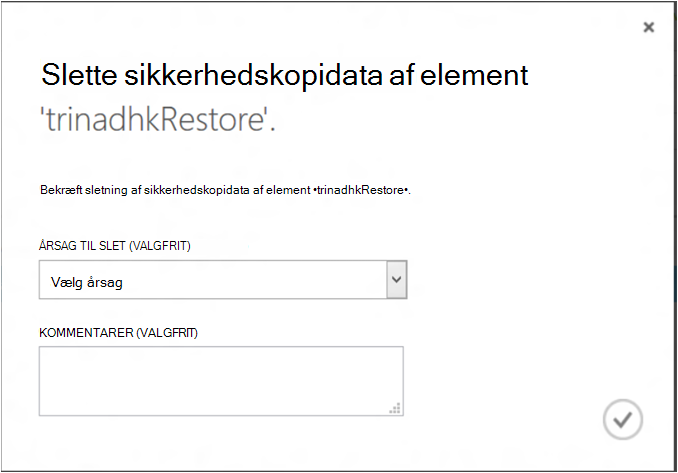 Slette sikkerhedskopidata af element
'trinadhkRestore'.
Bekræft sletning af sikkerhedskopidata af element •trinadhkRestore•.
ÅRSAG TIL SLET (VALGFRIT)
Vælg årsag
KOMMENTARER (VALGFRIT)